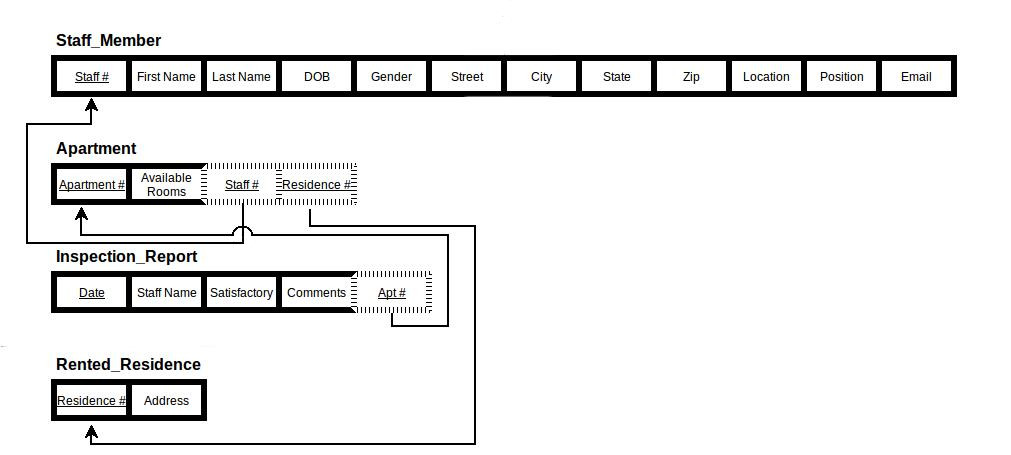 Staff_Member
Staff # First Name Last Name DOB Gender Street City State Zip Location Position Email
Apartment
Apartment # Available Rooms Staff # Residence #
Inspection_Report
Date Staff Name Satisfactory Comments Apt #
Rented_Residence
Residence # Address